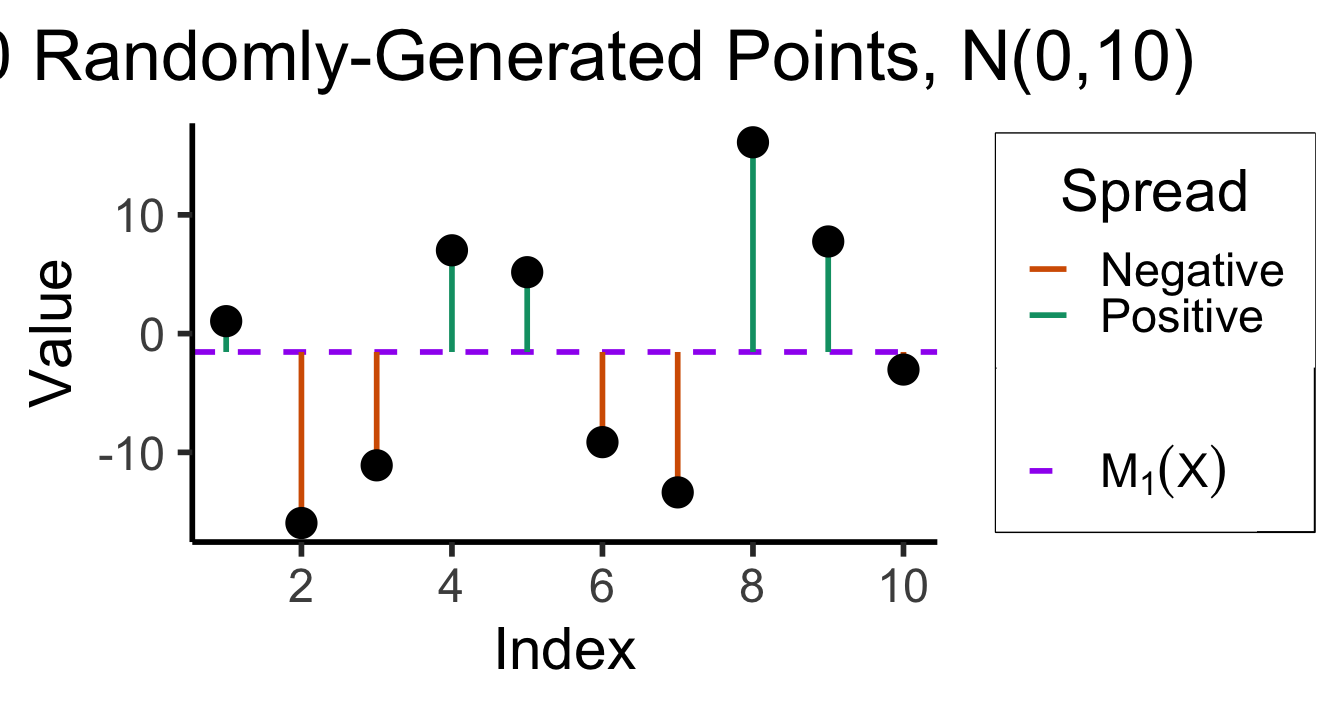 0 Randomly-Generated Points, N(0,10)
Value
10
0
-10
2 4 6 8 10
Index
Spread
Negative
Positive
M₁(X)